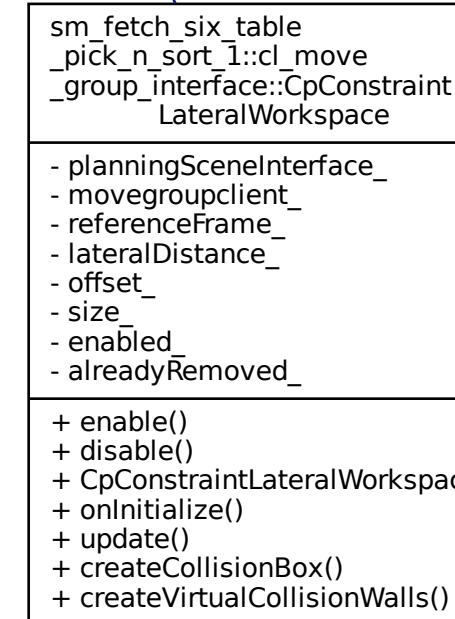 sm_fetch_six_table
_pick_n_sort_1::cl_move
_group_interface::CpConstraint
LateralWorkspace
- planningSceneInterface_
- movegroupclient_
- referenceFrame_
- lateralDistance_
- offset_
- size_
- enabled_
- alreadyRemoved_
+ enable()
+ disable()
+ CpConstraintLateralWorkspac
+ onInitialize()
+ update()
+ createCollisionBox()
+ createVirtualCollisionWalls()